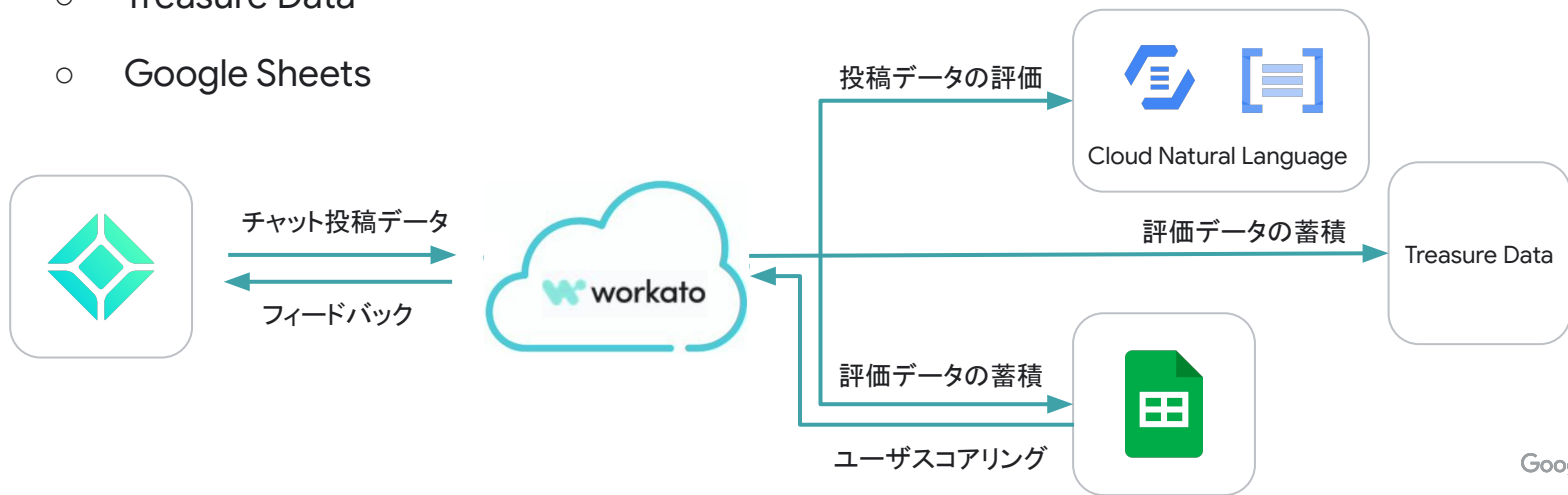 Treasure Data
○ Google Sheets
投稿データの評価
Cloud Natural Language
チャット投稿データ
評価データの蓄積
Treasure Data
workato
フィードバック
評価データの蓄積
ユーザスコアリング
Goo